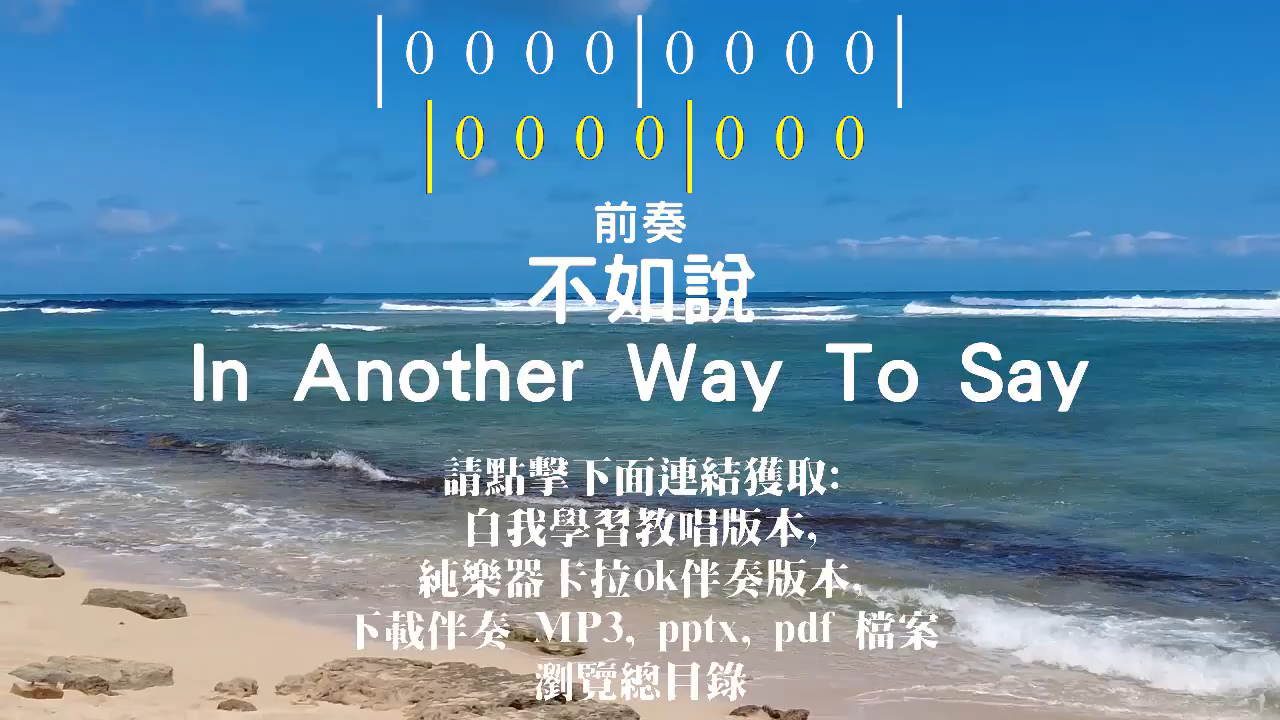 | 0 0 0 0 | 0 0 0 0 |
| 0 0 0 0 | 0 0 0
前奏
不如說
In Another Way To Say
請點擊下面連結獲取:
自我學習教唱版本,
純樂器卡拉ok伴奏版本,
下載伴奏 MP3, pptx, pdf 檔案
瀏覽總目錄